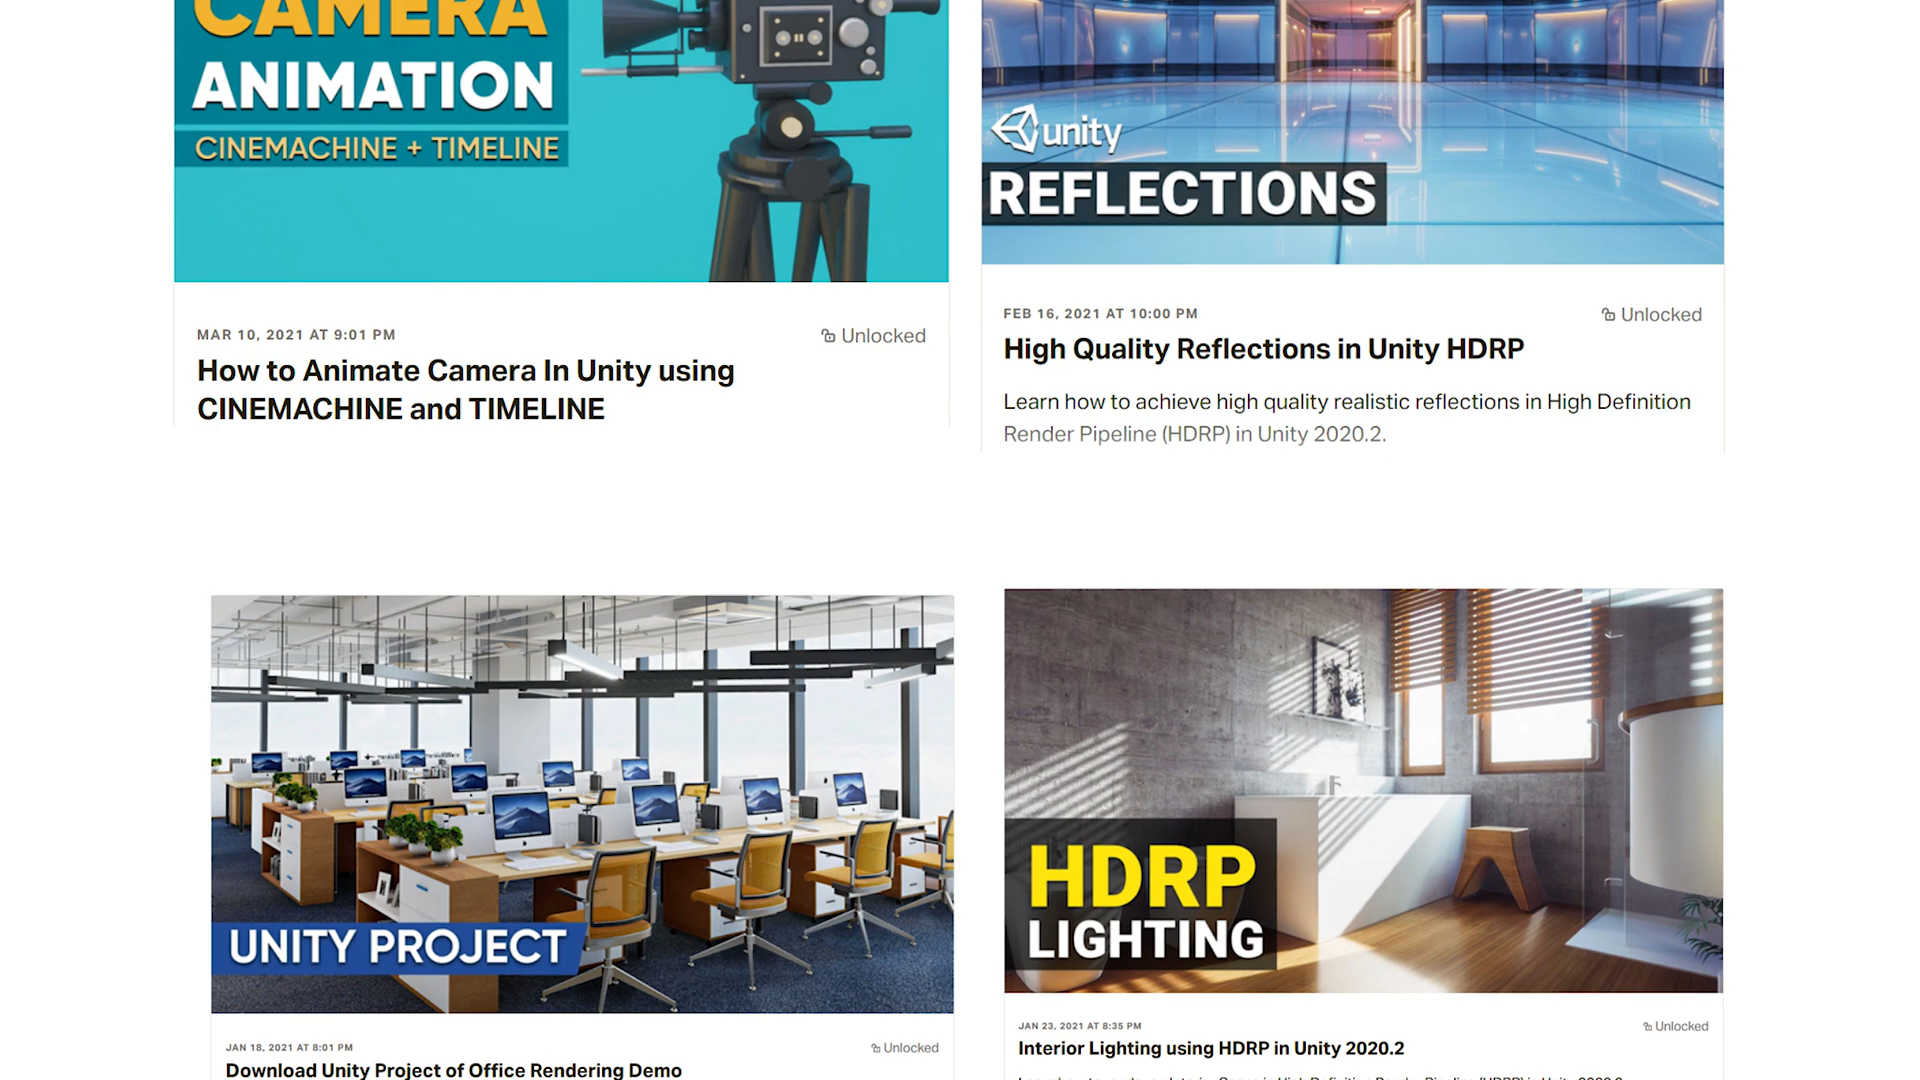 CAMERA
ANIMATION
CINEMACHINE + TIMELINE
MAR 10, 2021 AT 9:01 PM
Unlocked
How to Animate Camera In Unity using
CINEMACHINE and TIMELINE
unity
REFLECTIONS
FEB 16, 2021 AT 10:00 PM
Unlocked
High Quality Reflections in Unity HDRP
Learn how to achieve high quality realistic reflections in High Definition
Render Pipeline (HDRP) in Unity 2020.2.
UNITY PROJECT
JAN 18, 2021 AT 8:01 PM
Unlocked
Download Unity Project of Office Rendering Demo
HDRP
LIGHTING
JAN 23, 2021 AT 8:35 PM
Unlocked
Interior Lighting using HDRP in Unity 2020.2